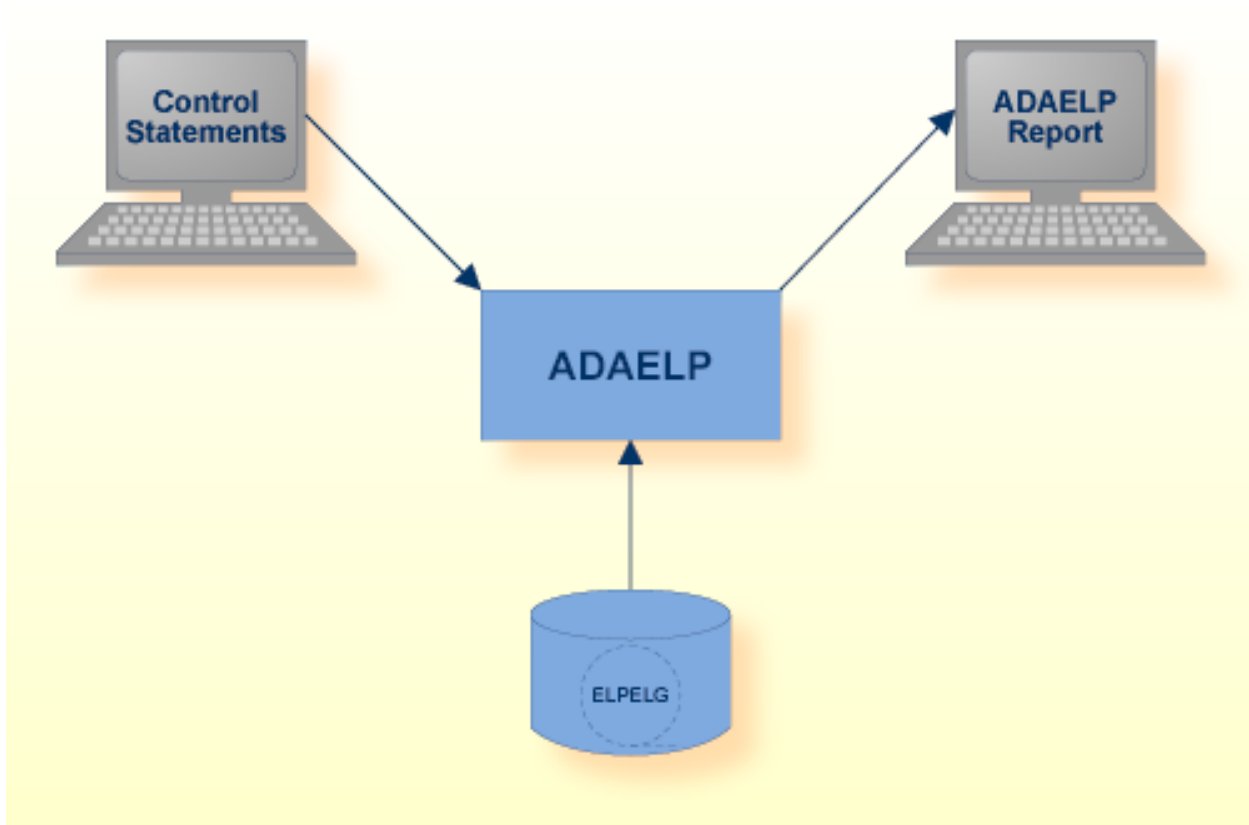 Control
Statements
ADAELP
Report
ADAELP
ELPELG